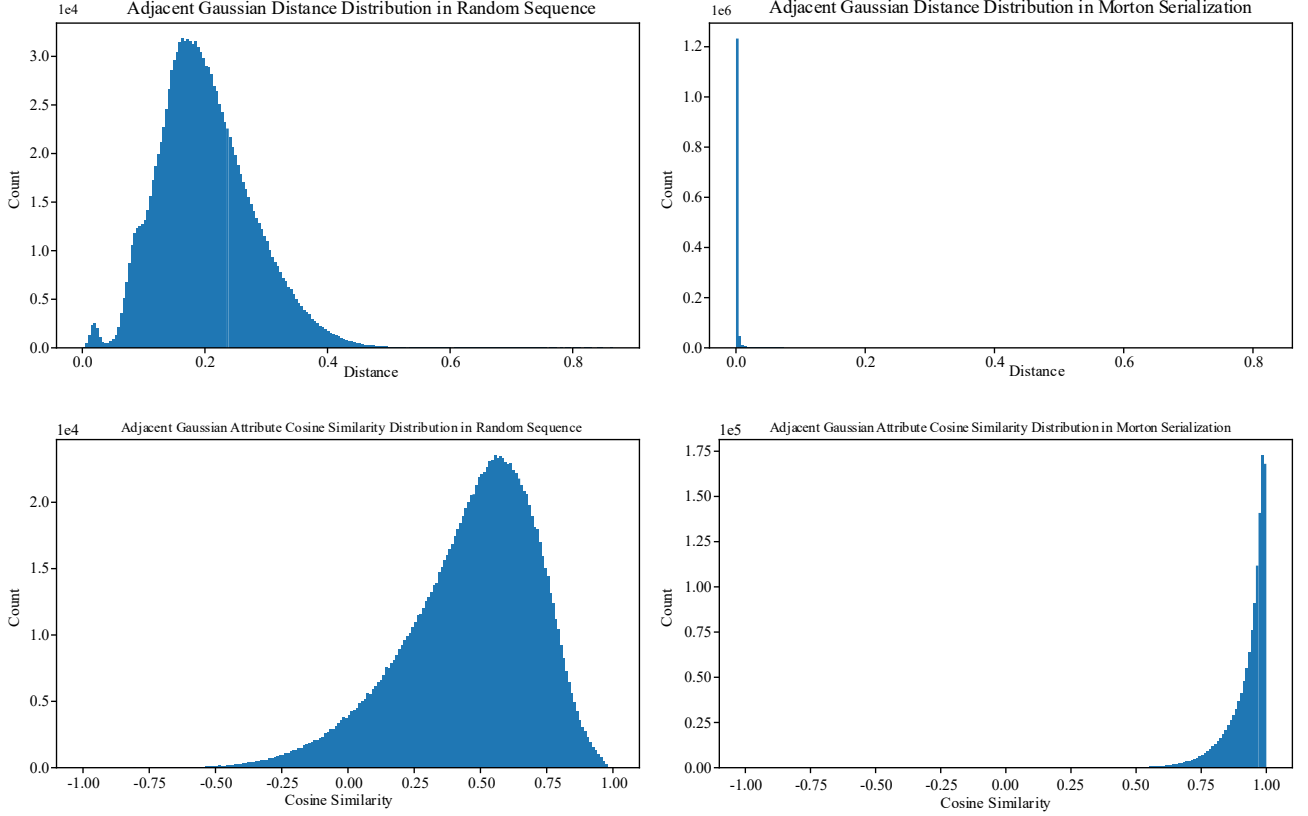 Adjacent Gaussian Distance Distribution in Random Sequence
1e4
3.0
2.5
2.0
1.5
1.0
0.5
0.0
Count
0.0 0.2 0.4 0.6 0.8
Distance
Adjacent Gaussian Distance Distribution in Morton Serialization
1e6
1.2
1.0
0.8
0.6
0.4
0.2
0.0
Count
0.0 0.2 0.4 0.6 0.8
Distance
Adjacent Gaussian Attribute Cosine Similarity Distribution in Random Sequence
1e4
2.0
1.5
1.0
0.5
0.0
Count
-1.00 -0.75 -0.50 -0.25 0.00 0.25 0.50 0.75 1.00
Cosine Similarity
Adjacent Gaussian Attribute Cosine Similarity Distribution in Morton Serialization
1e5
1.75
1.50
1.25
1.00
0.75
0.50
0.25
0.00
Count
-1.00 -0.75 -0.50 -0.25 0.00 0.25 0.50 0.75 1.00
Cosine Similarity